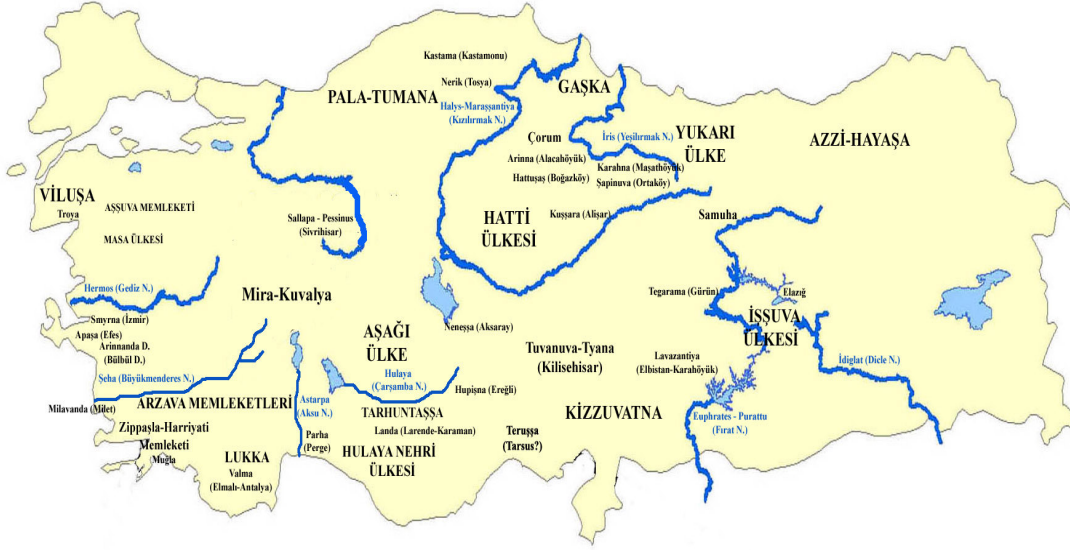 Kastama (Kastamonu)
Nerik (Tosya)
PALA-TUMANA
GAŞKA
Halys-Maraşşantiya
(Kızılırmak N.)
Çorum
İris (Yeşilırmak N.)
YUKARI
ÜLKE
AZZİ-HAYAŞA
Arinna (Alacahöyük)
Karahna (Maşathöyük)
Hattuşaş (Boğazköy)
Şapinuva (Ortaköy)
VİLUŞA
Troya
AŞŞUVA MEMLEKETİ
MASA ÜLKESİ
Sallapa - Pessinus
(Sivrihisar)
HATTİ
ÜLKESİ
Kuşşara (Alişar)
Samuha
Hermos (Gediz N.)
Mira-Kuvalya
Tegarama (Gürün)
Elazığ
Smyrna (İzmir)
Apaşa (Efes)
Arinnanda D.
(Bülbül D.)
AŞAĞI
ÜLKE
Neneşşa (Aksaray)
İŞŞUVA
ÜLKESİ
Tuvanuva-Tyana
(Kilisehisar)
Lavazantiya
(Elbistan-Karahöyük)
İdiglat (Dicle N.)
Şeha (Büyükmenderes N.)
Hulaya
(Çarşamba N.)
Hupişna (Ereğli)
Milavanda (Milet)
ARZAVA MEMLEKETLERİ
Astarpa
(Aksu N.)
TARHUNTAŞŞA
KİZZUVATNA
Euphrates - Purattu
(Fırat N.)
Zippaşla-Harriyati
Memleketi
Muğla
Parha
(Perge)
Landa (Larende-Karaman)
Teruşşa
(Tarsus?)
LUKKA
Valma
(Elmalı-Antalya)
HULAYA NEHRİ
ÜLKESİ